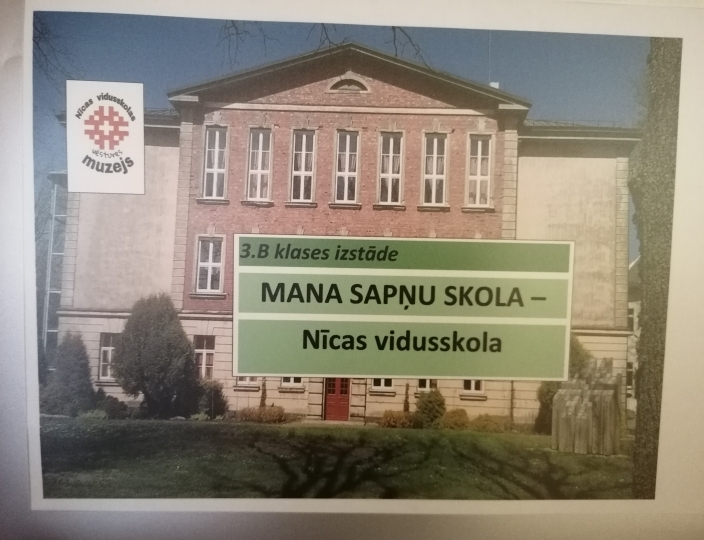 Nīcas vidusskolas
vēstures
muzejs
3.B klases izstāde
MANA SAPŅU SKOLA –
Nīcas vidusskola